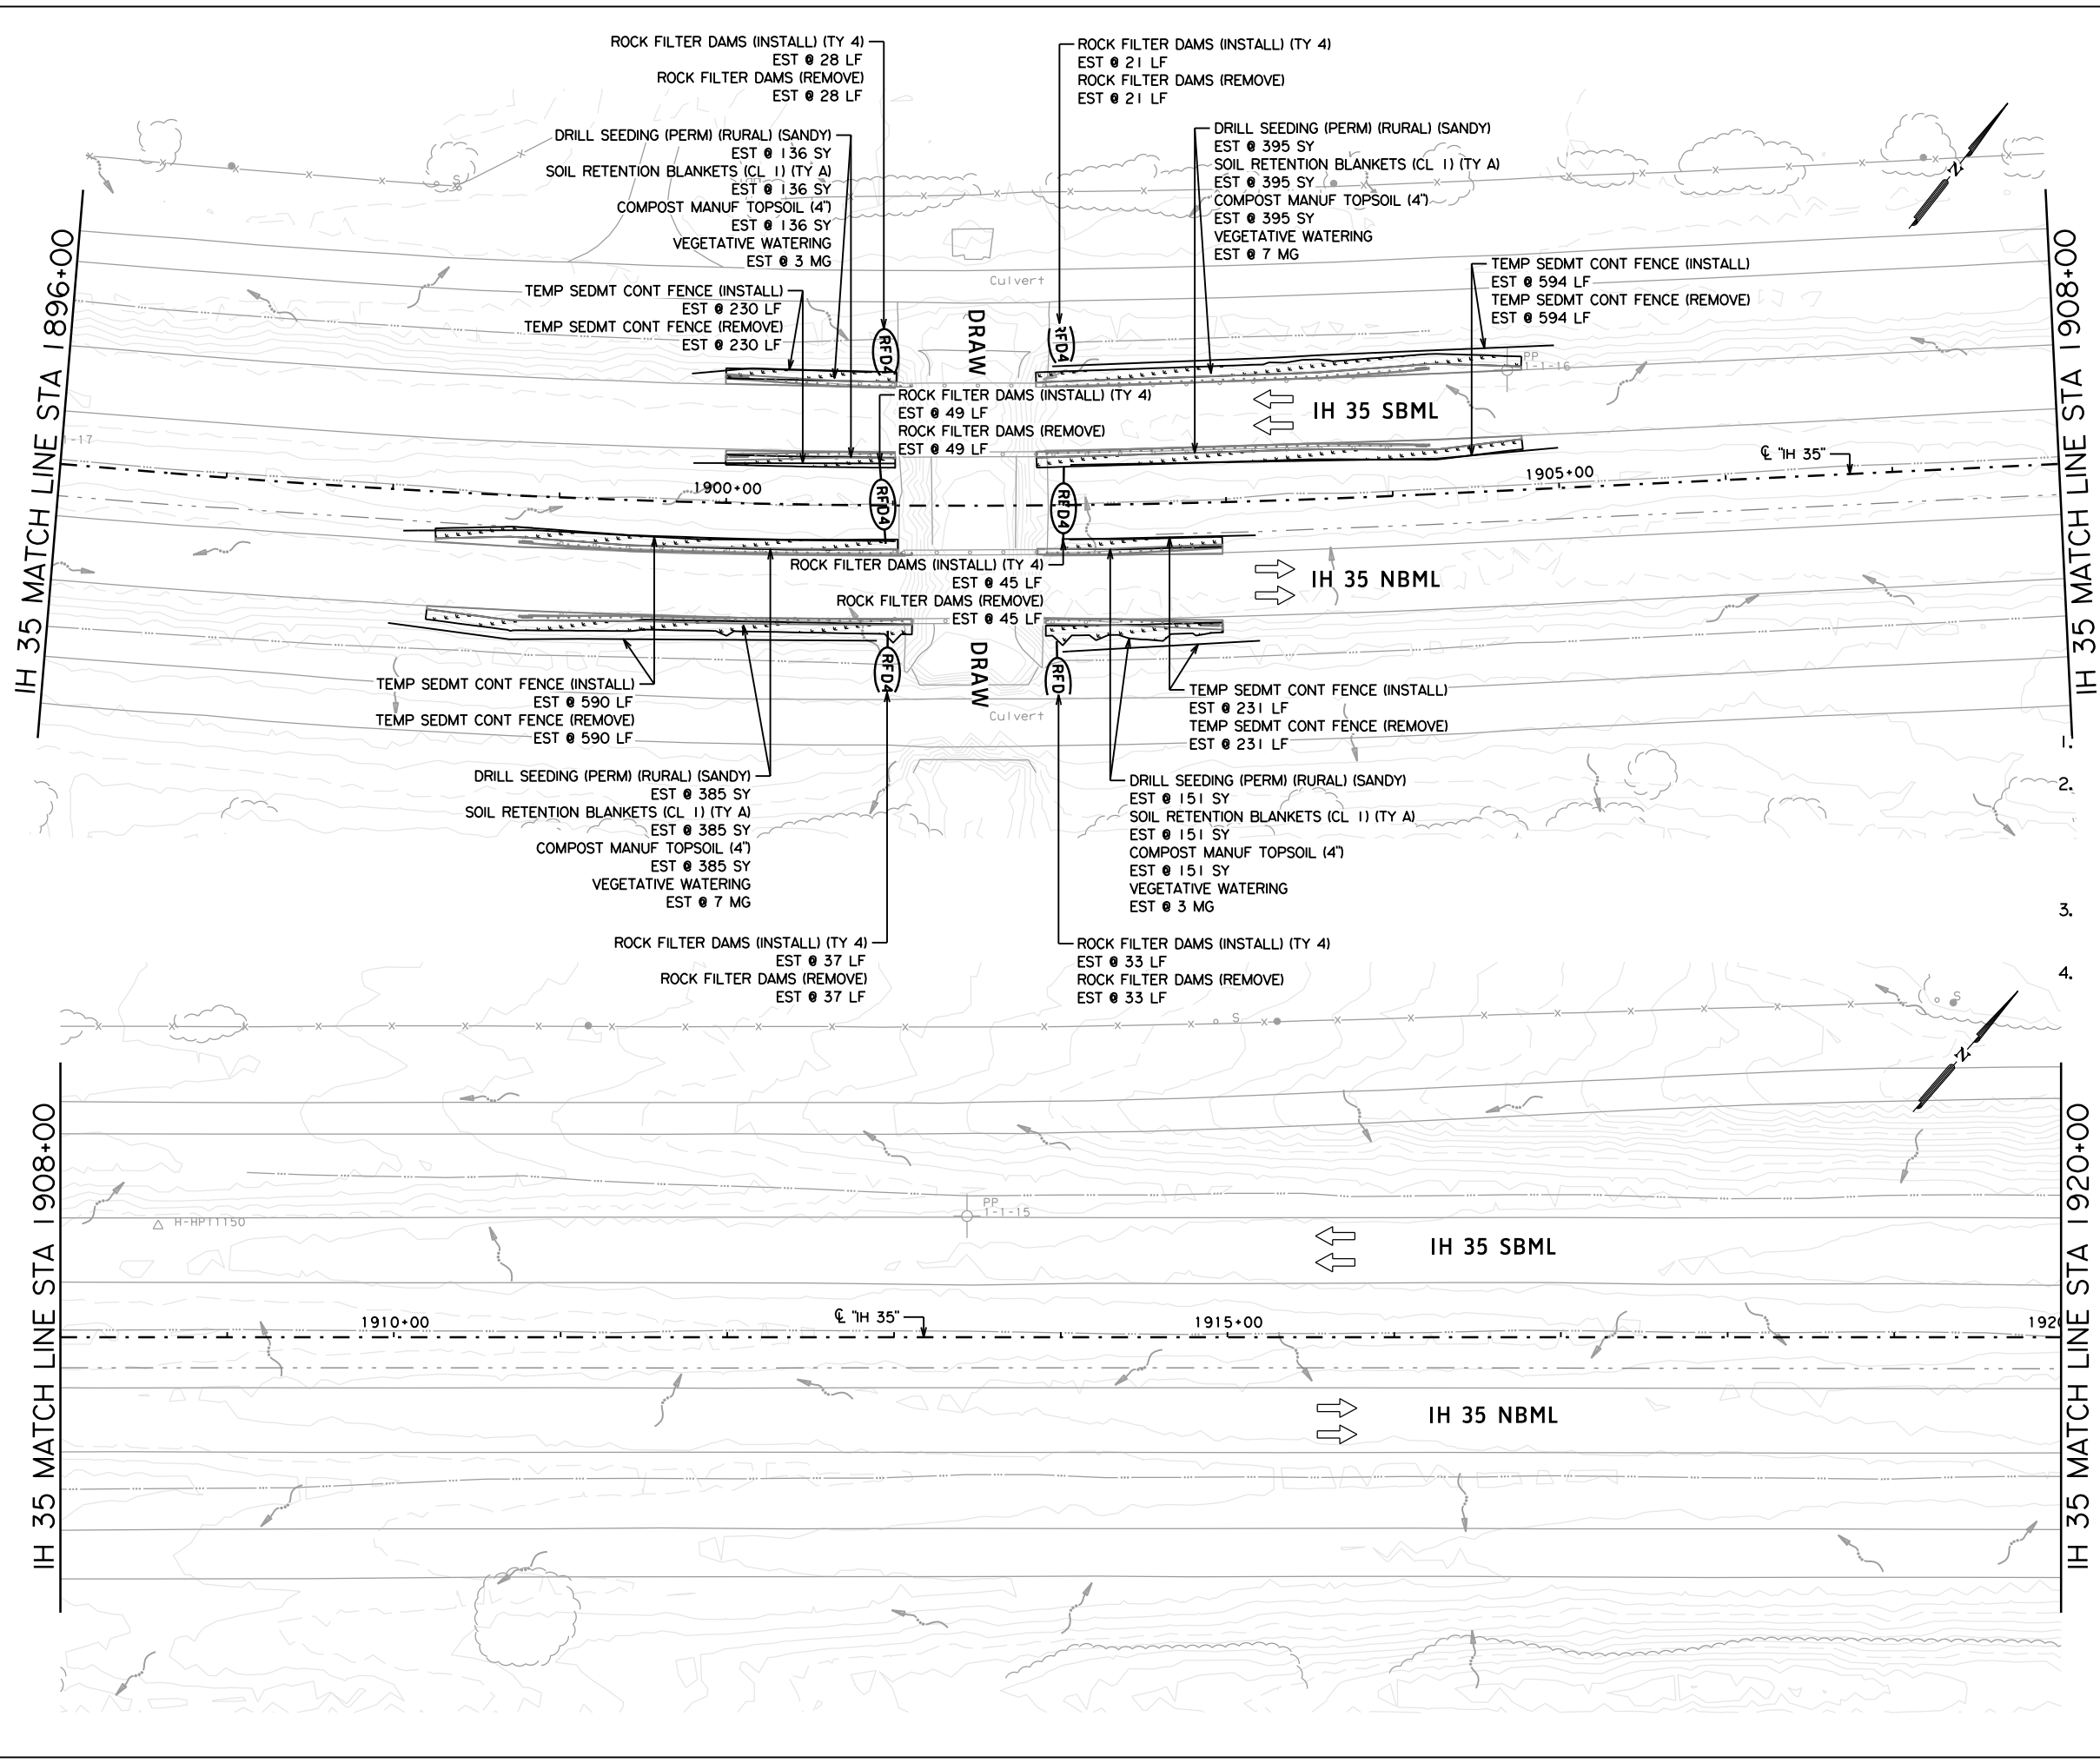 ROCK FILTER DAMS (INSTALL) (TY 4)
EST @ 28 LF
ROCK FILTER DAMS (REMOVE)
EST @ 28 LF
ROCK FILTER DAMS (INSTALL) (TY 4)
EST @ 21 LF
ROCK FILTER DAMS (REMOVE)
EST @ 21 LF
DRILL SEEDING (PERM) (RURAL) (SANDY)
EST @ 136 SY
SOIL RETENTION BLANKETS (CL 1) (TY A)
EST @ 136 SY
COMPOST MANUF TOPSOIL (4")
EST @ 136 SY
VEGETATIVE WATERING
EST @ 3 MG
DRILL SEEDING (PERM) (RURAL) (SANDY)
EST @ 395 SY
SOIL RETENTION BLANKETS (CL 1) (TY A)
EST @ 395 SY
COMPOST MANUF TOPSOIL (4")
EST @ 395 SY
VEGETATIVE WATERING
EST @ 7 MG
N
S
TEMP SEDMT CONT FENCE (INSTALL)
EST @ 230 LF
TEMP SEDMT CONT FENCE (REMOVE)
EST @ 230 LF
TEMP SEDMT CONT FENCE (INSTALL)
EST @ 594 LF
TEMP SEDMT CONT FENCE (REMOVE)
EST @ 594 LF
Culvert
DRAW
RFD4
RFD4
PP
1-1-16
IH 35 MATCH LINE STA 1896+00
IH 35 MATCH LINE STA 1908+00
ROCK FILTER DAMS (INSTALL) (TY 4)
EST @ 49 LF
ROCK FILTER DAMS (REMOVE)
EST @ 49 LF
IH 35 SBML
1-17
1900+00
1905+00
℄ "IH 35"
RFD4
RFD4
ROCK FILTER DAMS (INSTALL) (TY 4)
EST @ 45 LF
ROCK FILTER DAMS (REMOVE)
EST @ 45 LF
IH 35 NBML
DRAW
RFD4
RFD
Culvert
TEMP SEDMT CONT FENCE (INSTALL)
EST @ 590 LF
TEMP SEDMT CONT FENCE (REMOVE)
EST @ 590 LF
TEMP SEDMT CONT FENCE (INSTALL)
EST @ 231 LF
TEMP SEDMT CONT FENCE (REMOVE)
EST @ 231 LF
1.
2.
3.
4.
DRILL SEEDING (PERM) (RURAL) (SANDY)
EST @ 385 SY
SOIL RETENTION BLANKETS (CL 1) (TY A)
EST @ 385 SY
COMPOST MANUF TOPSOIL (4")
EST @ 385 SY
VEGETATIVE WATERING
EST @ 7 MG
DRILL SEEDING (PERM) (RURAL) (SANDY)
EST @ 151 SY
SOIL RETENTION BLANKETS (CL 1) (TY A)
EST @ 151 SY
COMPOST MANUF TOPSOIL (4")
EST @ 151 SY
VEGETATIVE WATERING
EST @ 3 MG
ROCK FILTER DAMS (INSTALL) (TY 4)
EST @ 37 LF
ROCK FILTER DAMS (REMOVE)
EST @ 37 LF
ROCK FILTER DAMS (INSTALL) (TY 4)
EST @ 33 LF
ROCK FILTER DAMS (REMOVE)
EST @ 33 LF
S
S
N
IH 35 MATCH LINE STA 1908+00
IH 35 MATCH LINE STA 1920+00
H-HPT1150
PP
1-1-15
IH 35 SBML
1910+00
℄ "IH 35"
1915+00
192
IH 35 NBML